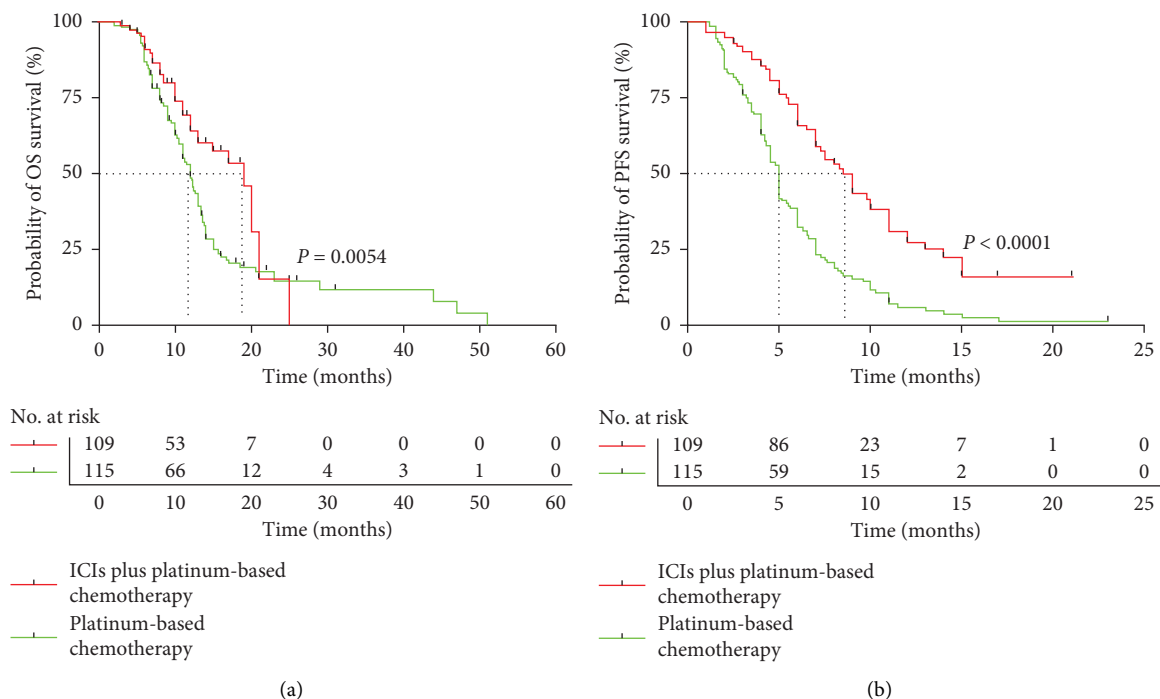 100
75
50
25
0
Probability of OS survival (%)
P = 0.0054
0 10 20 30 40 50 60
Time (months)
No. at risk
109 53 7 0 0 0 0
115 66 12 4 3 1 0
0 10 20 30 40 50 60
Time (months)
ICIs plus platinum-based
chemotherapy
Platinum-based
chemotherapy
(a)
100
75
50
25
0
Probability of PFS survival (%)
P < 0.0001
0 5 10 15 20 25
Time (months)
No. at risk
109 86 23 7 1 0
115 59 15 2 0 0
0 5 10 15 20 25
Time (months)
ICIs plus platinum-based
chemotherapy
Platinum-based
chemotherapy
(b)